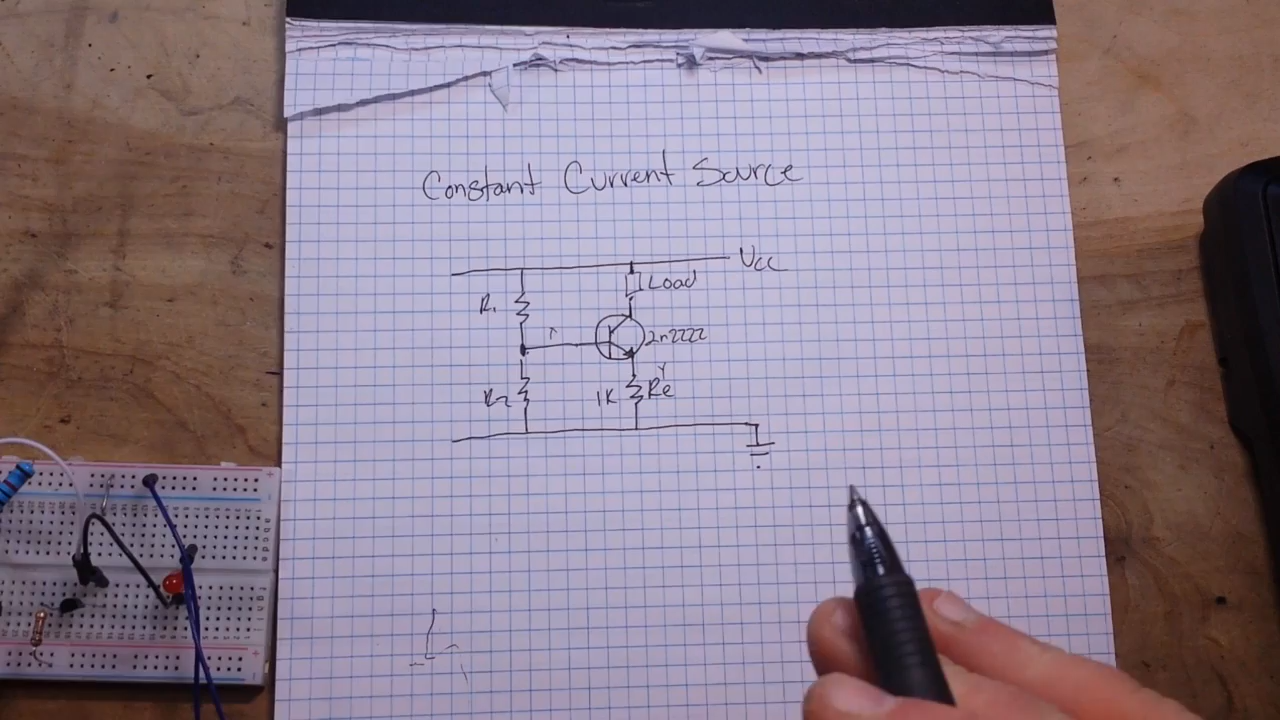 Constant Current Source
Vcc
Load
R1
2n2222
R2
1K Re